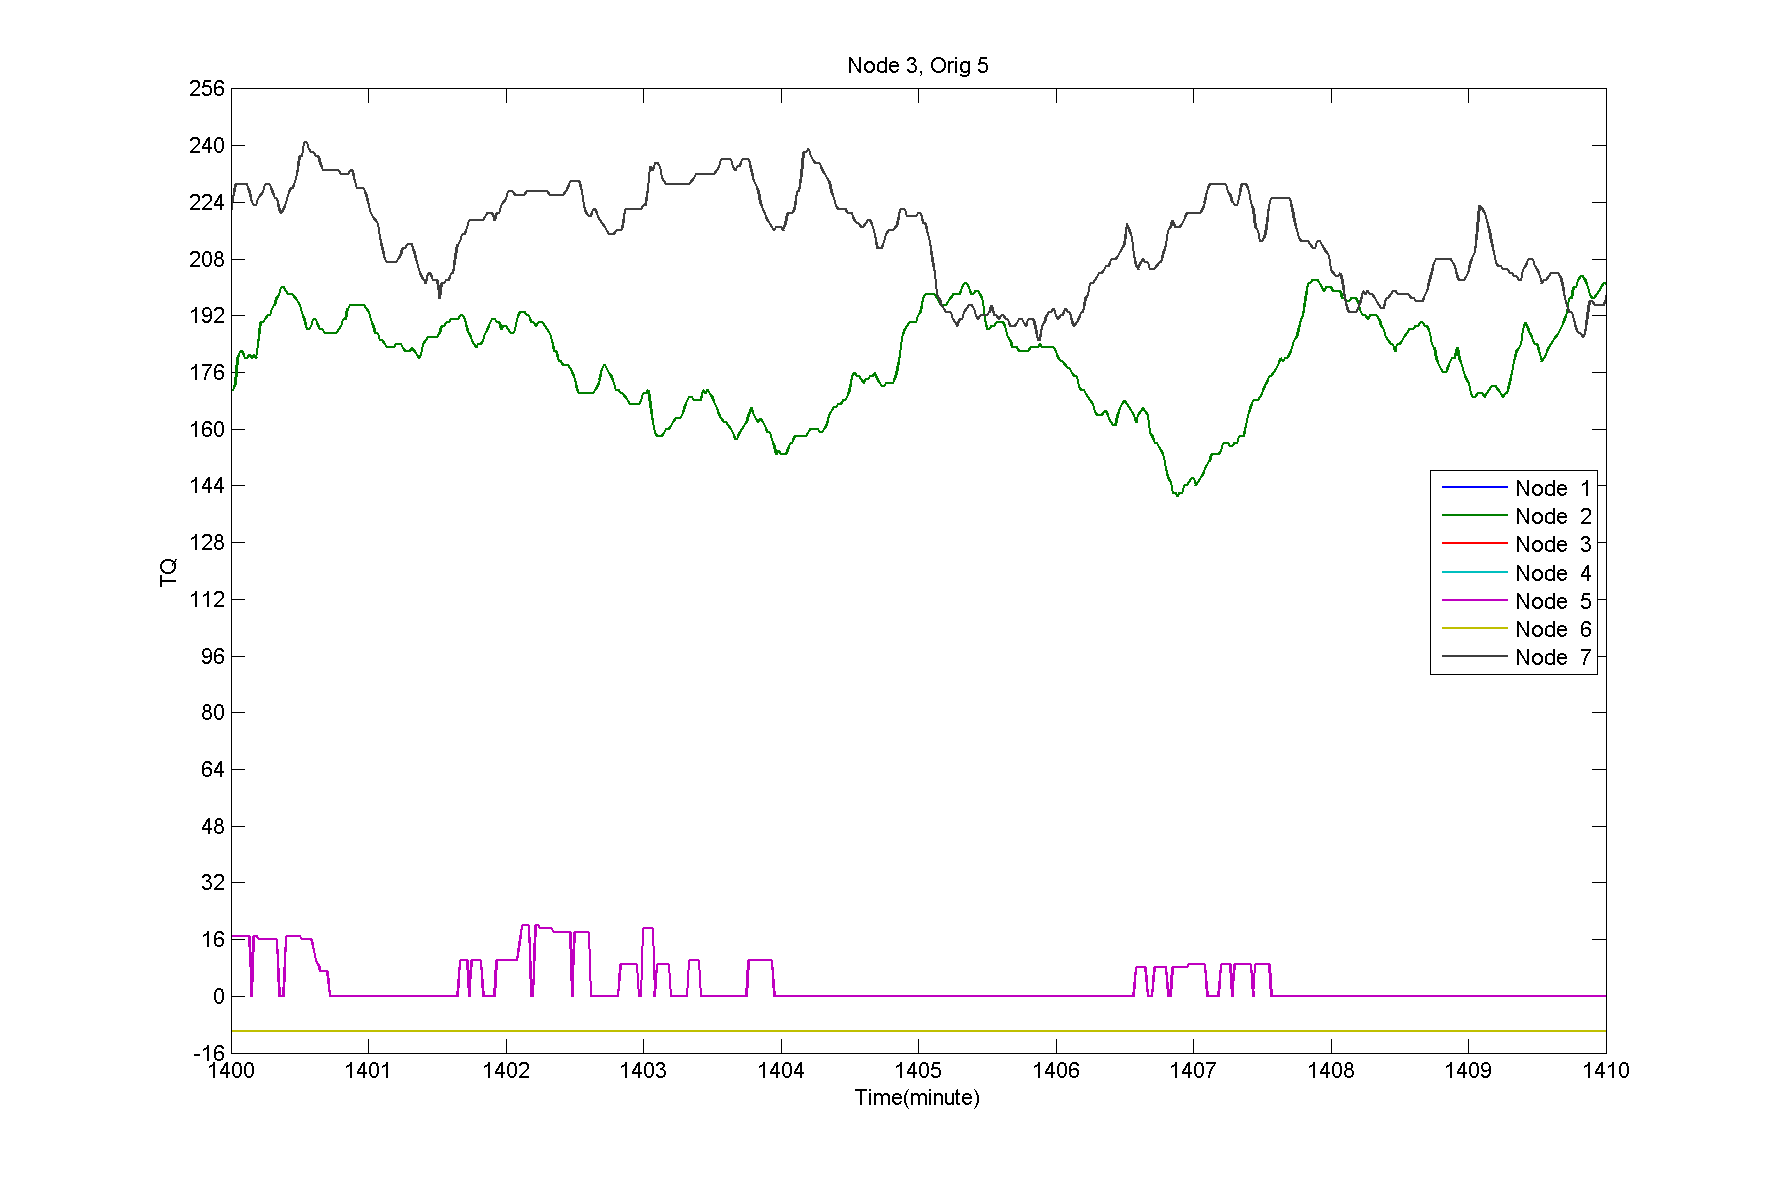 Node 3, Orig 5
256
240
224
208
192
176
160
144
128
112
96
80
64
48
32
16
0
-16
TQ
Node 1
Node 2
Node 3
Node 4
Node 5
Node 6
Node 7
1400 1401 1402 1403 1404 1405 1406 1407 1408 1409 1410
Time(minute)